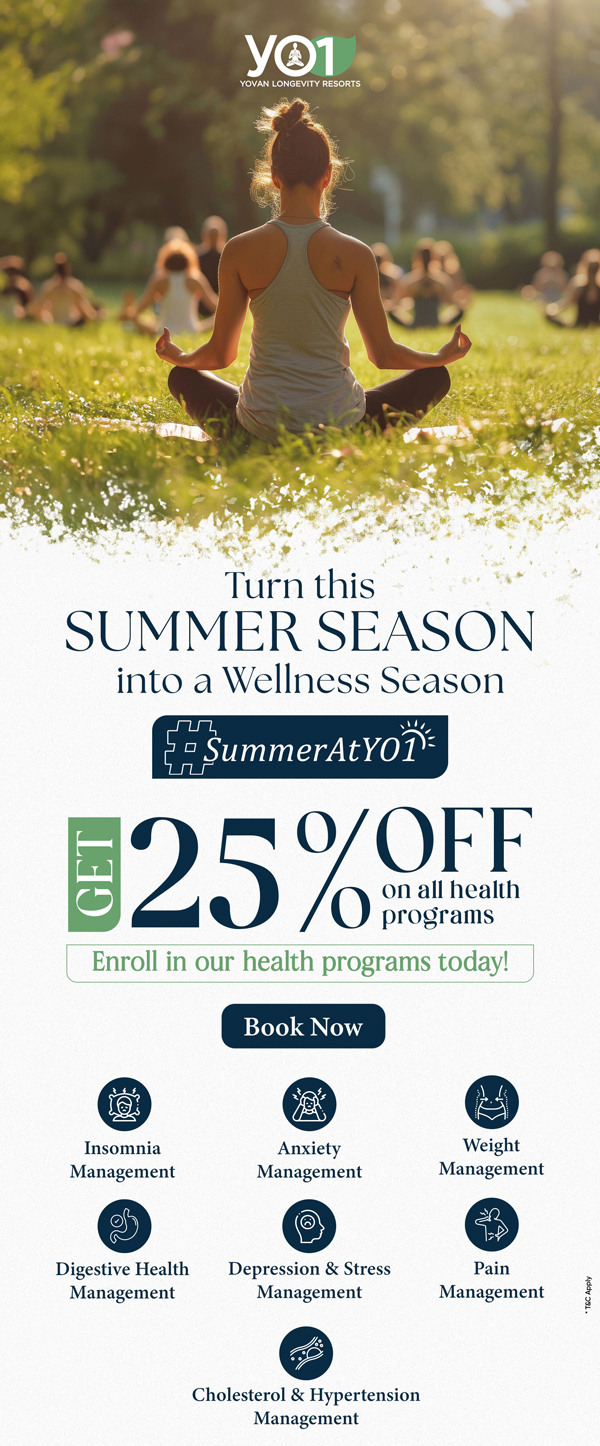 YO1
YOVAN LONGEVITY RESORTS
Turn this
SUMMER SEASON
into a Wellness Season
#SummerAtYO1
GET
25% OFF
on all health
programs
Enroll in our health programs today!
Book Now
Insomnia
Management
Anxiety
Management
Weight
Management
Digestive Health
Management
Depression & Stress
Management
Pain
Management
* T&C Apply
Cholesterol & Hypertension
Management